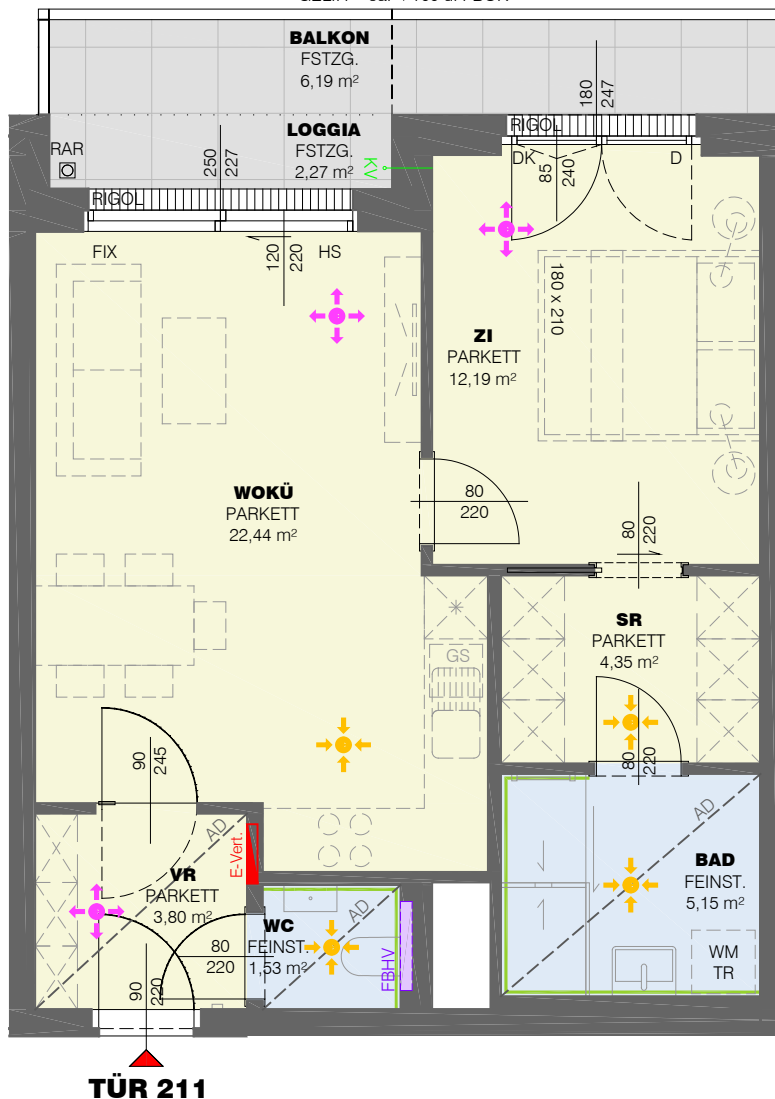 BALKON
FSTZG.
6,19 m²
LOGGIA
FSTZG.
2,27 m²
RAR
KV
180
247
RIGOL
250
227
RIGOL
DK
85
240
D
FIX
120
220
HS
180 x 210
ZI
PARKETT
12,19 m²
WOKÜ
PARKETT
22,44 m²
80
220
80
220
SR
PARKETT
4,35 m²
GS
90
245
80
220
AD
AD
E-Vert.
VR
PARKETT
3,80 m²
BAD
FEINST.
5,15 m²
AD
WC
FEINST.
1,53 m²
80
220
FBHV
WM
TR
90
220
TÜR 211